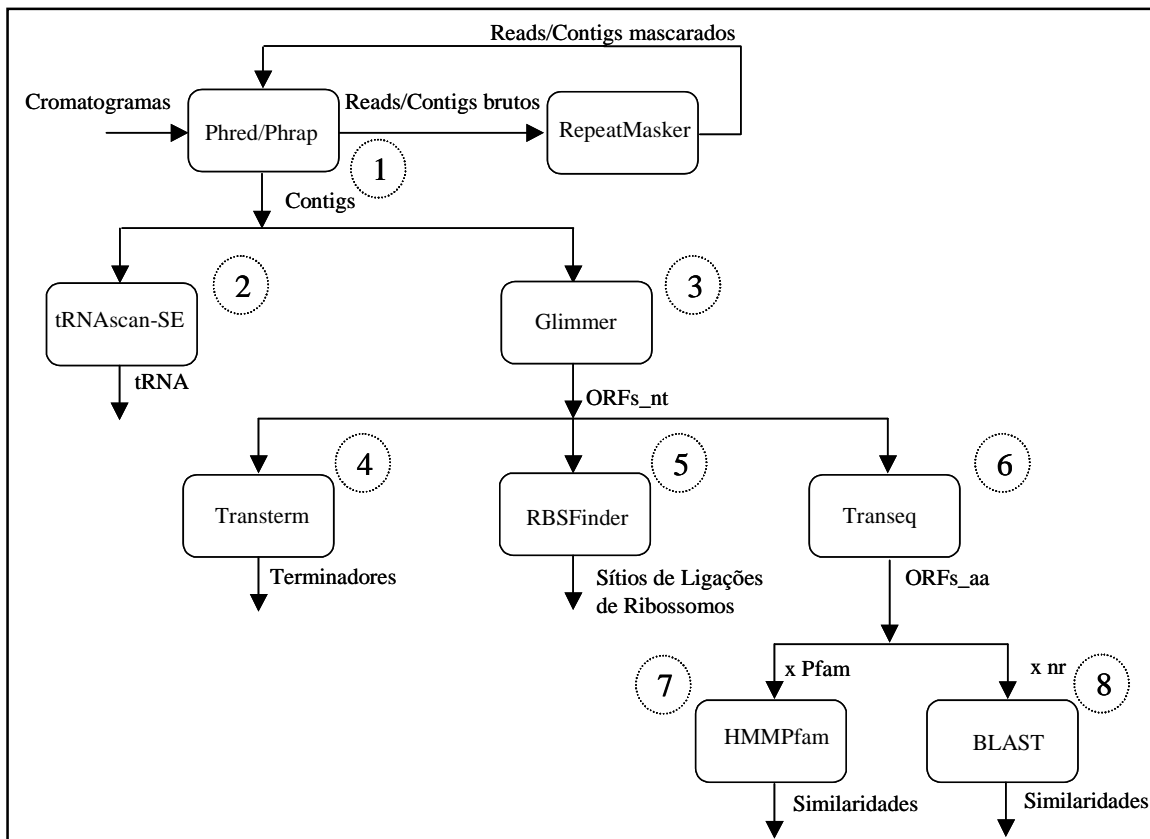 Reads/Contigs mascarados
Cromatogramas
Reads/Contigs brutos
Phred/Phrap
RepeatMasker
1
Contigs
2
3
tRNAscan-SE
Glimmer
tRNA
ORFs_nt
4
5
6
Transterm
RBSFinder
Transeq
Terminadores
Sítios de Ligações
de Ribossomos
ORFs_aa
x Pfam
x nr
7
8
HMMPfam
BLAST
Similaridades
Similaridades